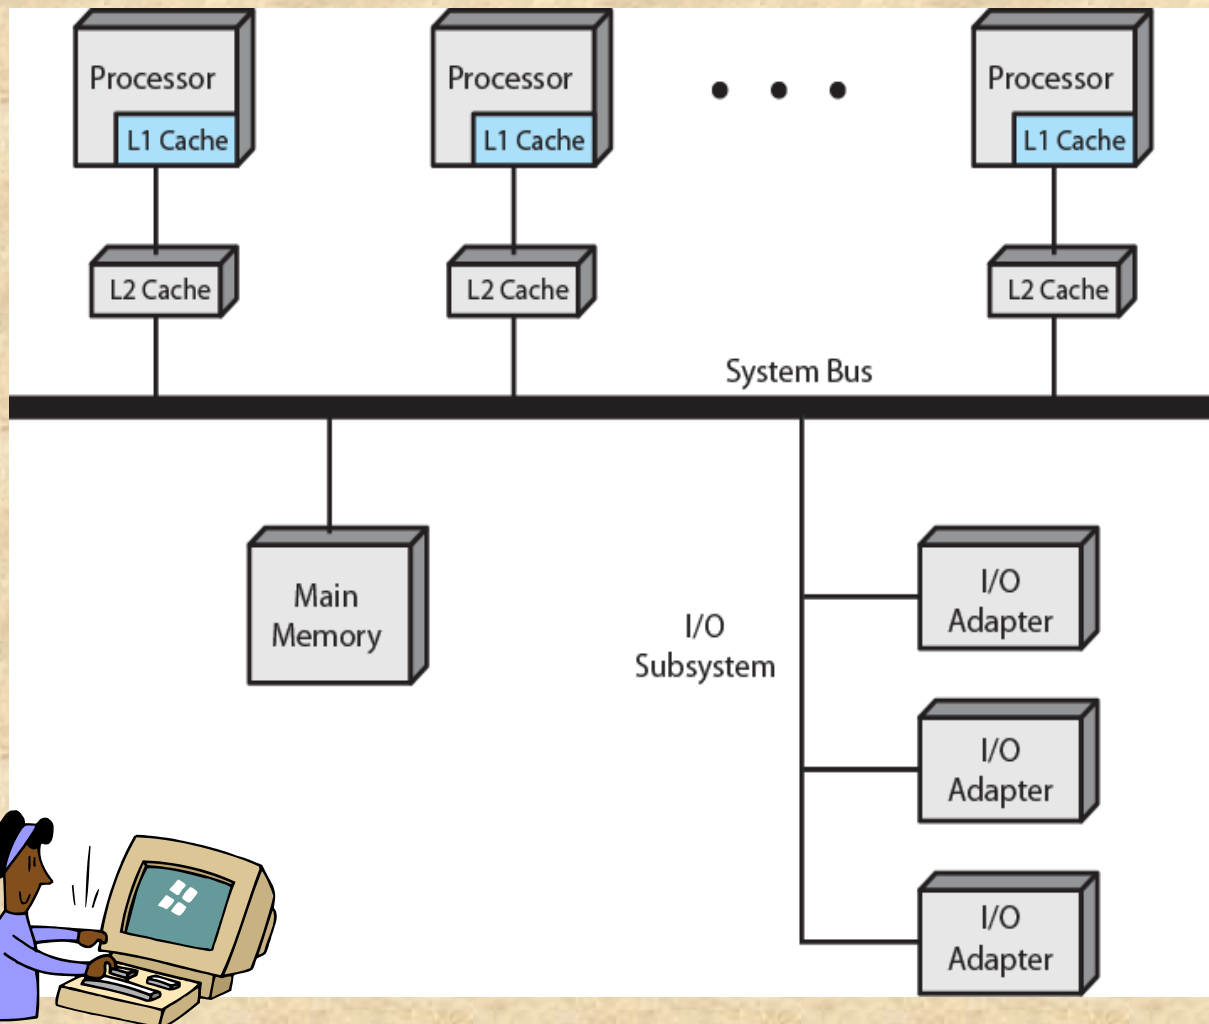 Processor
L1 Cache
L2 Cache
Processor
L1 Cache
L2 Cache
Processor
L1 Cache
L2 Cache
System Bus
Main
Memory
I/O
Subsystem
I/O
Adapter
I/O
Adapter
I/O
Adapter